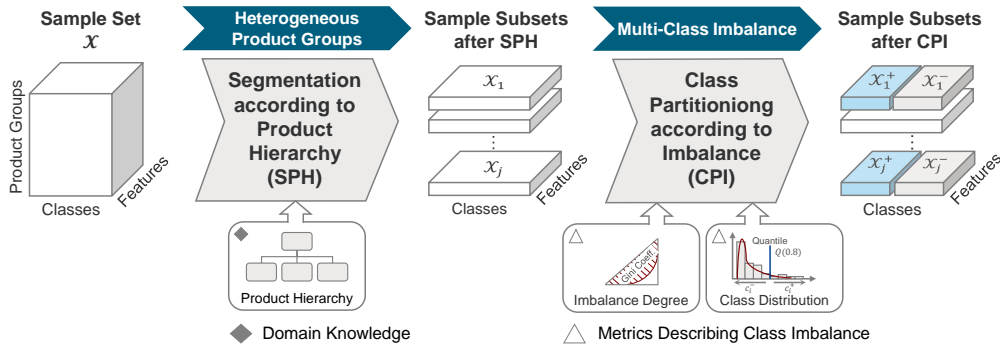 Sample Set
𝒳
Heterogeneous
Product Groups
Sample Subsets
after SPH
Multi-Class Imbalance
Sample Subsets
after CPI
Product Groups
Classes
Features
Segmentation
according to
Product
Hierarchy
(SPH)
𝒳₁
⋮
𝒳ⱼ
Classes
Features
Class
Partitioning
according to
Imbalance
(CPI)
𝒳₁⁺ 𝒳₁⁻
⋮
𝒳ⱼ⁺ 𝒳ⱼ⁻
Classes
Features
Product Hierarchy
Gini Coeff.
Imbalance Degree
Quantile
Q(0.8)
cᵢ⁻ cᵢ⁺
Class Distribution
Domain Knowledge
Metrics Describing Class Imbalance